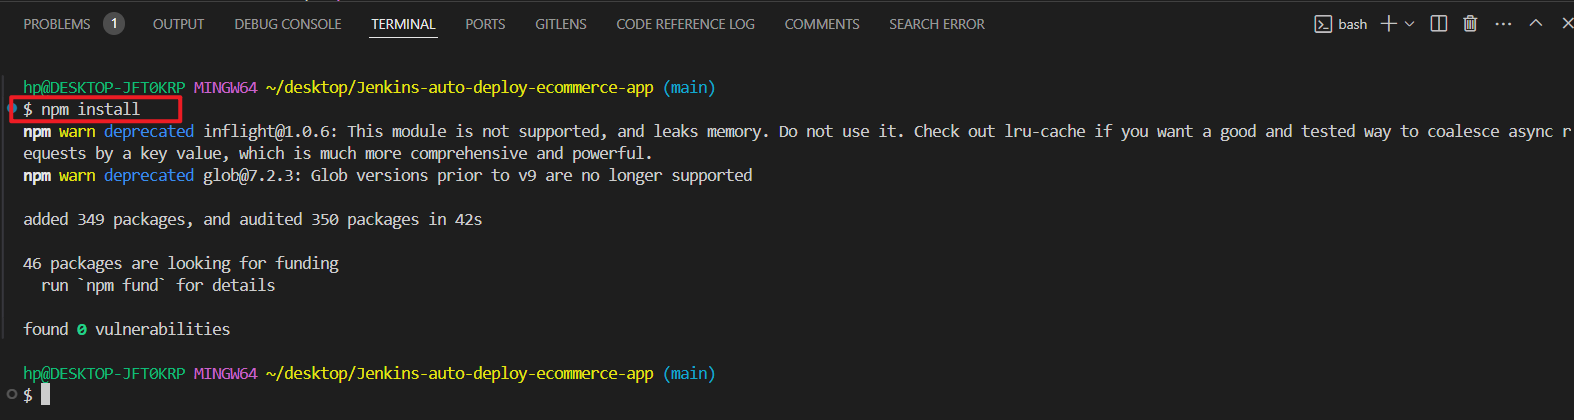 PROBLEMS 1 OUTPUT DEBUG CONSOLE TERMINAL PORTS GITLENS CODE REFERENCE LOG COMMENTS SEARCH ERROR bash
hp@DESKTOP-JFT0KRP MINGW64 ~/desktop/Jenkins-auto-deploy-ecommerce-app (main)
$ npm install
npm warn deprecated inflight@1.0.6: This module is not supported, and leaks memory. Do not use it. Check out lru-cache if you want a good and tested way to coalesce async r
equests by a key value, which is much more comprehensive and powerful.
npm warn deprecated glob@7.2.3: Glob versions prior to v9 are no longer supported
added 349 packages, and audited 350 packages in 42s
46 packages are looking for funding
run `npm fund` for details
found 0 vulnerabilities
hp@DESKTOP-JFT0KRP MINGW64 ~/desktop/Jenkins-auto-deploy-ecommerce-app (main)
$